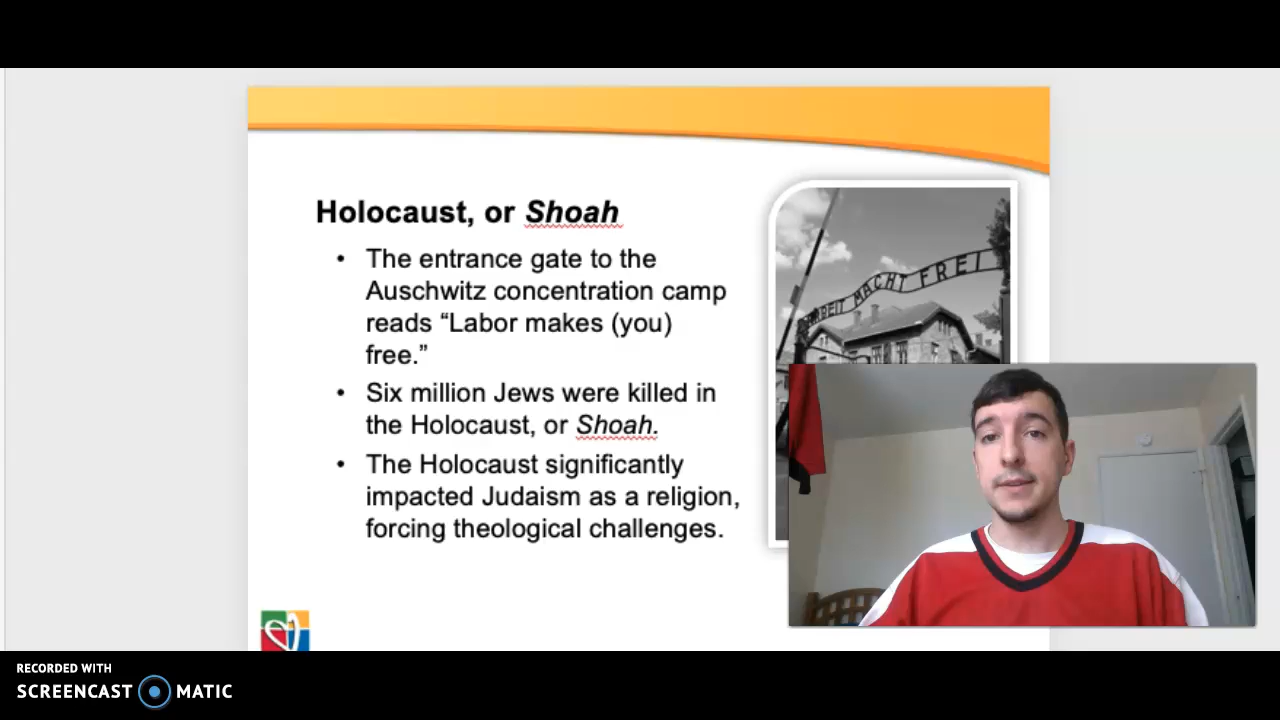 Holocaust, or Shoah
• The entrance gate to the
Auschwitz concentration camp
reads “Labor makes (you)
free.”
• Six million Jews were killed in
the Holocaust, or Shoah.
• The Holocaust significantly
impacted Judaism as a religion,
forcing theological challenges.
ARBEIT MACHT FREI
RECORDED WITH
SCREENCAST MATIC